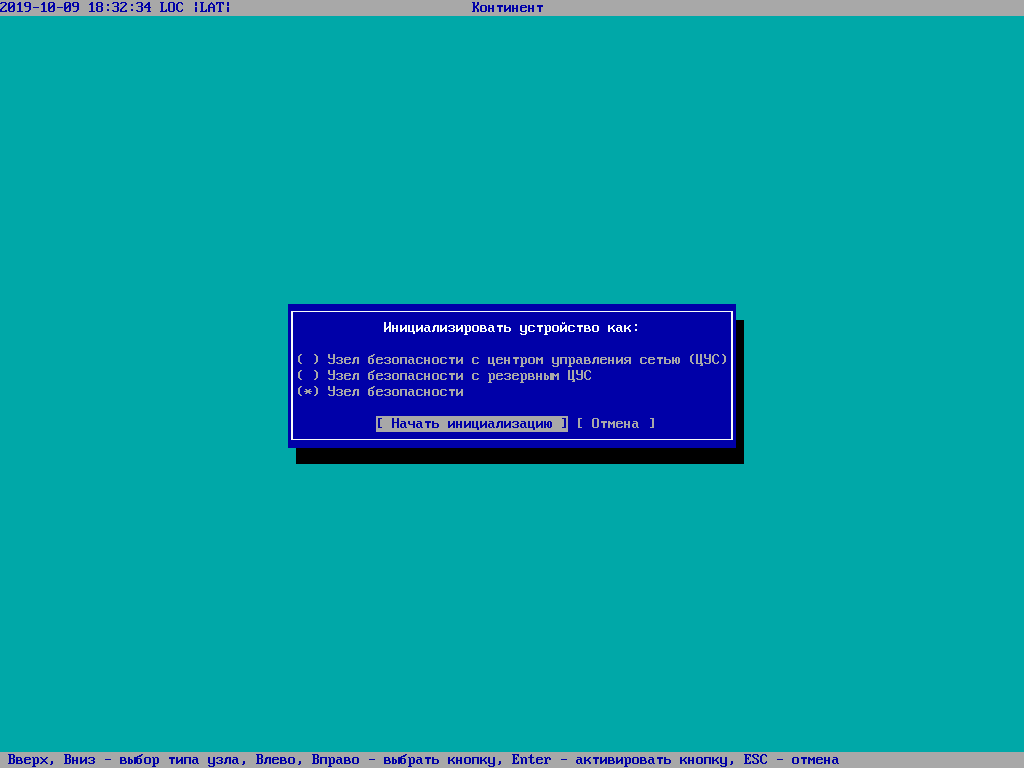 2019-10-09 18:32:34 LOC |LAT| Континент
Инициализировать устройство как:
( ) Узел безопасности с центром управления сетью (ЦУС)
( ) Узел безопасности с резервным ЦУС
(*) Узел безопасности
[ Начать инициализацию ] [ Отмена ]
Вверх, Вниз - выбор типа узла, Влево, Вправо - выбрать кнопку, Enter - активировать кнопку, ESC - отмена